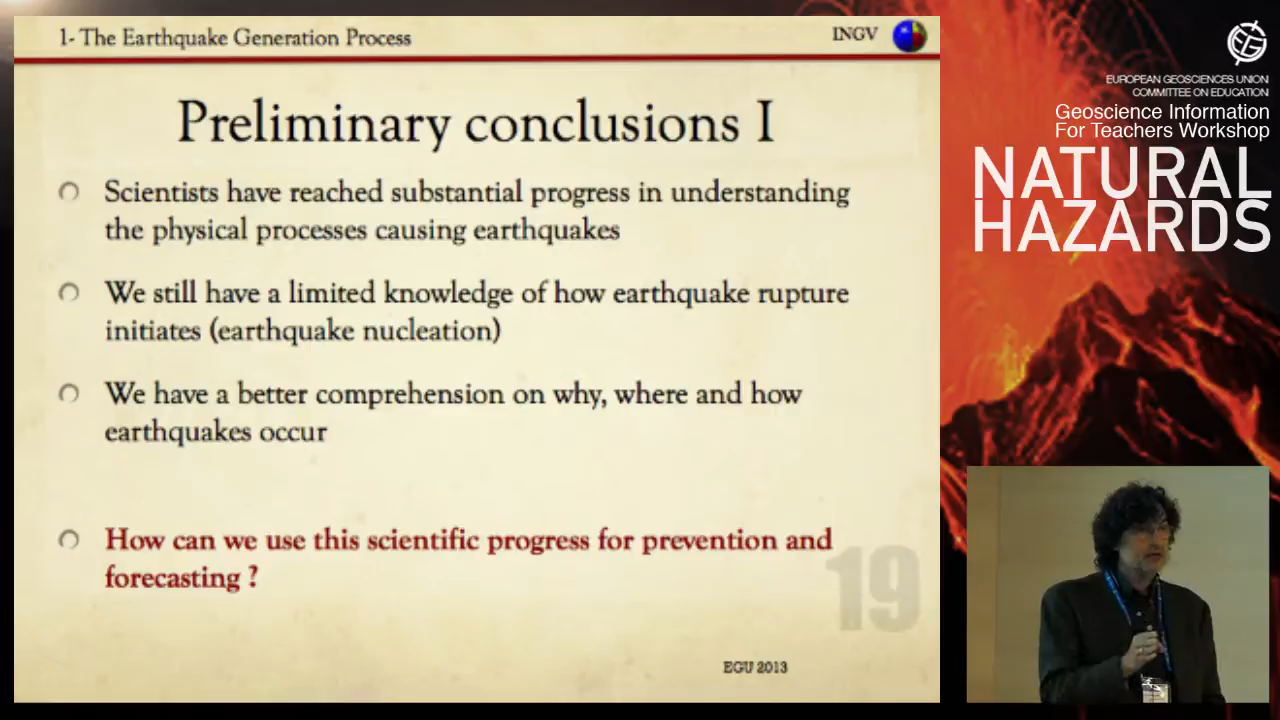 1- The Earthquake Generation Process
INGV
Preliminary conclusions I
Scientists have reached substantial progress in understanding
the physical processes causing earthquakes
We still have a limited knowledge of how earthquake rupture
initiates (earthquake nucleation)
We have a better comprehension on why, where and how
earthquakes occur
How can we use this scientific progress for prevention and
forecasting ?
19
EGU 2013
EGU
EUROPEAN GEOSCIENCES UNION
COMMITTEE ON EDUCATION
Geoscience Information
For Teachers Workshop
NATURAL
HAZARDS